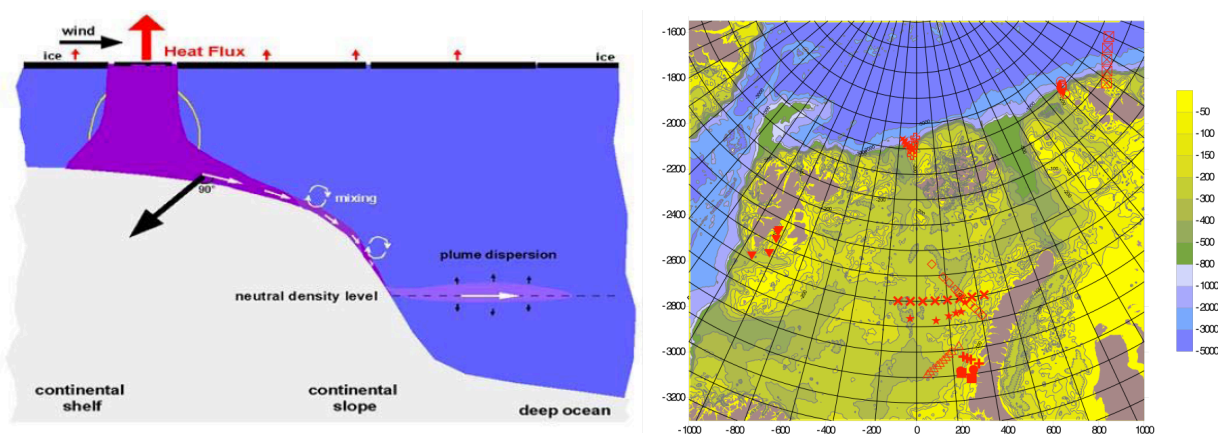 wind
ice
Heat Flux
ice
90°
mixing
plume dispersion
neutral density level
continental
shelf
continental
slope
deep ocean
-1600
-1800
-2000
-2200
-2400
-2600
-2800
-3000
-3200
-1000 -800 -600 -400 -200 0 200 400 600 800 1000
-50
-100
-150
-200
-300
-400
-500
-800
-1000
-2000
-3000
-5000